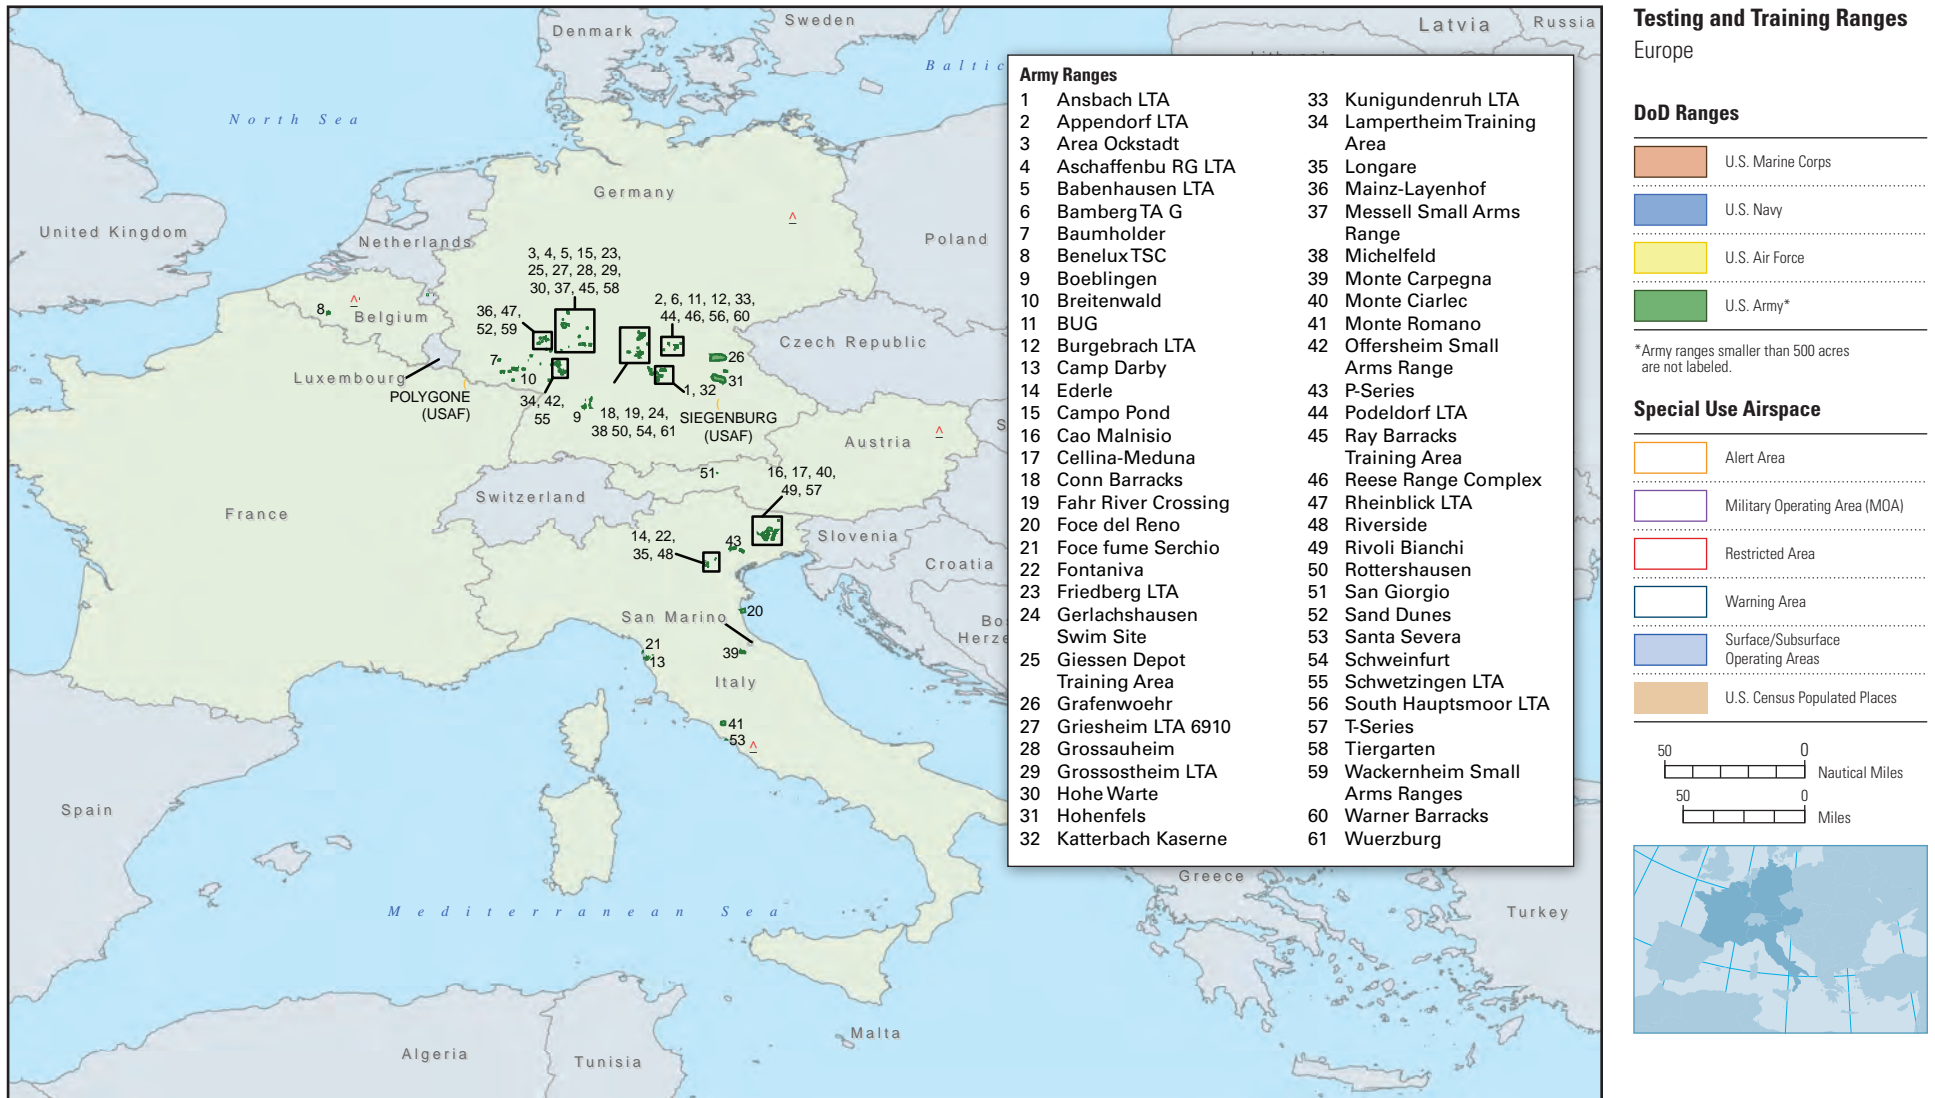 Denmark
Sweden
Latvia
Russia
Baltic
North Sea
Germany
United Kingdom
Netherlands
Poland
3, 4, 5, 15, 23,
25, 27, 28, 29,
30, 37, 45, 58
2, 6, 11, 12, 33,
44, 46, 56, 60
36, 47,
52, 59
8
Belgium
Czech Republic
7
26
Luxembourg
10
31
1, 32
POLYGONE
(USAF)
34, 42,
55
9
18, 19, 24,
38 50, 54, 61
SIEGENBURG
(USAF)
Austria
51
16, 17, 40,
49, 57
Switzerland
France
14, 22,
35, 48
43
Slovenia
Croatia
San Marino
20
Bos
Herze
21
13
39
Italy
41
53
Spain
Greece
Mediterranean Sea
Turkey
Malta
Algeria
Tunisia
Army Ranges
1 Ansbach LTA
2 Appendorf LTA
3 Area Ockstadt
4 Aschaffenbu RG LTA
5 Babenhausen LTA
6 Bamberg TA G
7 Baumholder
8 Benelux TSC
9 Boeblingen
10 Breitenwald
11 BUG
12 Burgebrach LTA
13 Camp Darby
14 Ederle
15 Campo Pond
16 Cao Malnisio
17 Cellina-Meduna
18 Conn Barracks
19 Fahr River Crossing
20 Foce del Reno
21 Foce fume Serchio
22 Fontaniva
23 Friedberg LTA
24 Gerlachshausen
Swim Site
25 Giessen Depot
Training Area
26 Grafenwoehr
27 Griesheim LTA 6910
28 Grossauheim
29 Grossostheim LTA
30 Hohe Warte
31 Hohenfels
32 Katterbach Kaserne
33 Kunigundenruh LTA
34 Lampertheim Training
Area
35 Longare
36 Mainz-Layenhof
37 Messell Small Arms
Range
38 Michelfeld
39 Monte Carpegna
40 Monte Ciarlec
41 Monte Romano
42 Offersheim Small
Arms Range
43 P-Series
44 Podeldorf LTA
45 Ray Barracks
Training Area
46 Reese Range Complex
47 Rheinblick LTA
48 Riverside
49 Rivoli Bianchi
50 Rottershausen
51 San Giorgio
52 Sand Dunes
53 Santa Severa
54 Schweinfurt
55 Schwetzingen LTA
56 South Hauptsmoor LTA
57 T-Series
58 Tiergarten
59 Wackernheim Small
Arms Ranges
60 Warner Barracks
61 Wuerzburg
Testing and Training Ranges
Europe
DoD Ranges
U.S. Marine Corps
U.S. Navy
U.S. Air Force
U.S. Army*
*Army ranges smaller than 500 acres
are not labeled.
Special Use Airspace
Alert Area
Military Operating Area (MOA)
Restricted Area
Warning Area
Surface/Subsurface
Operating Areas
U.S. Census Populated Places
50 0
Nautical Miles
50 0
Miles